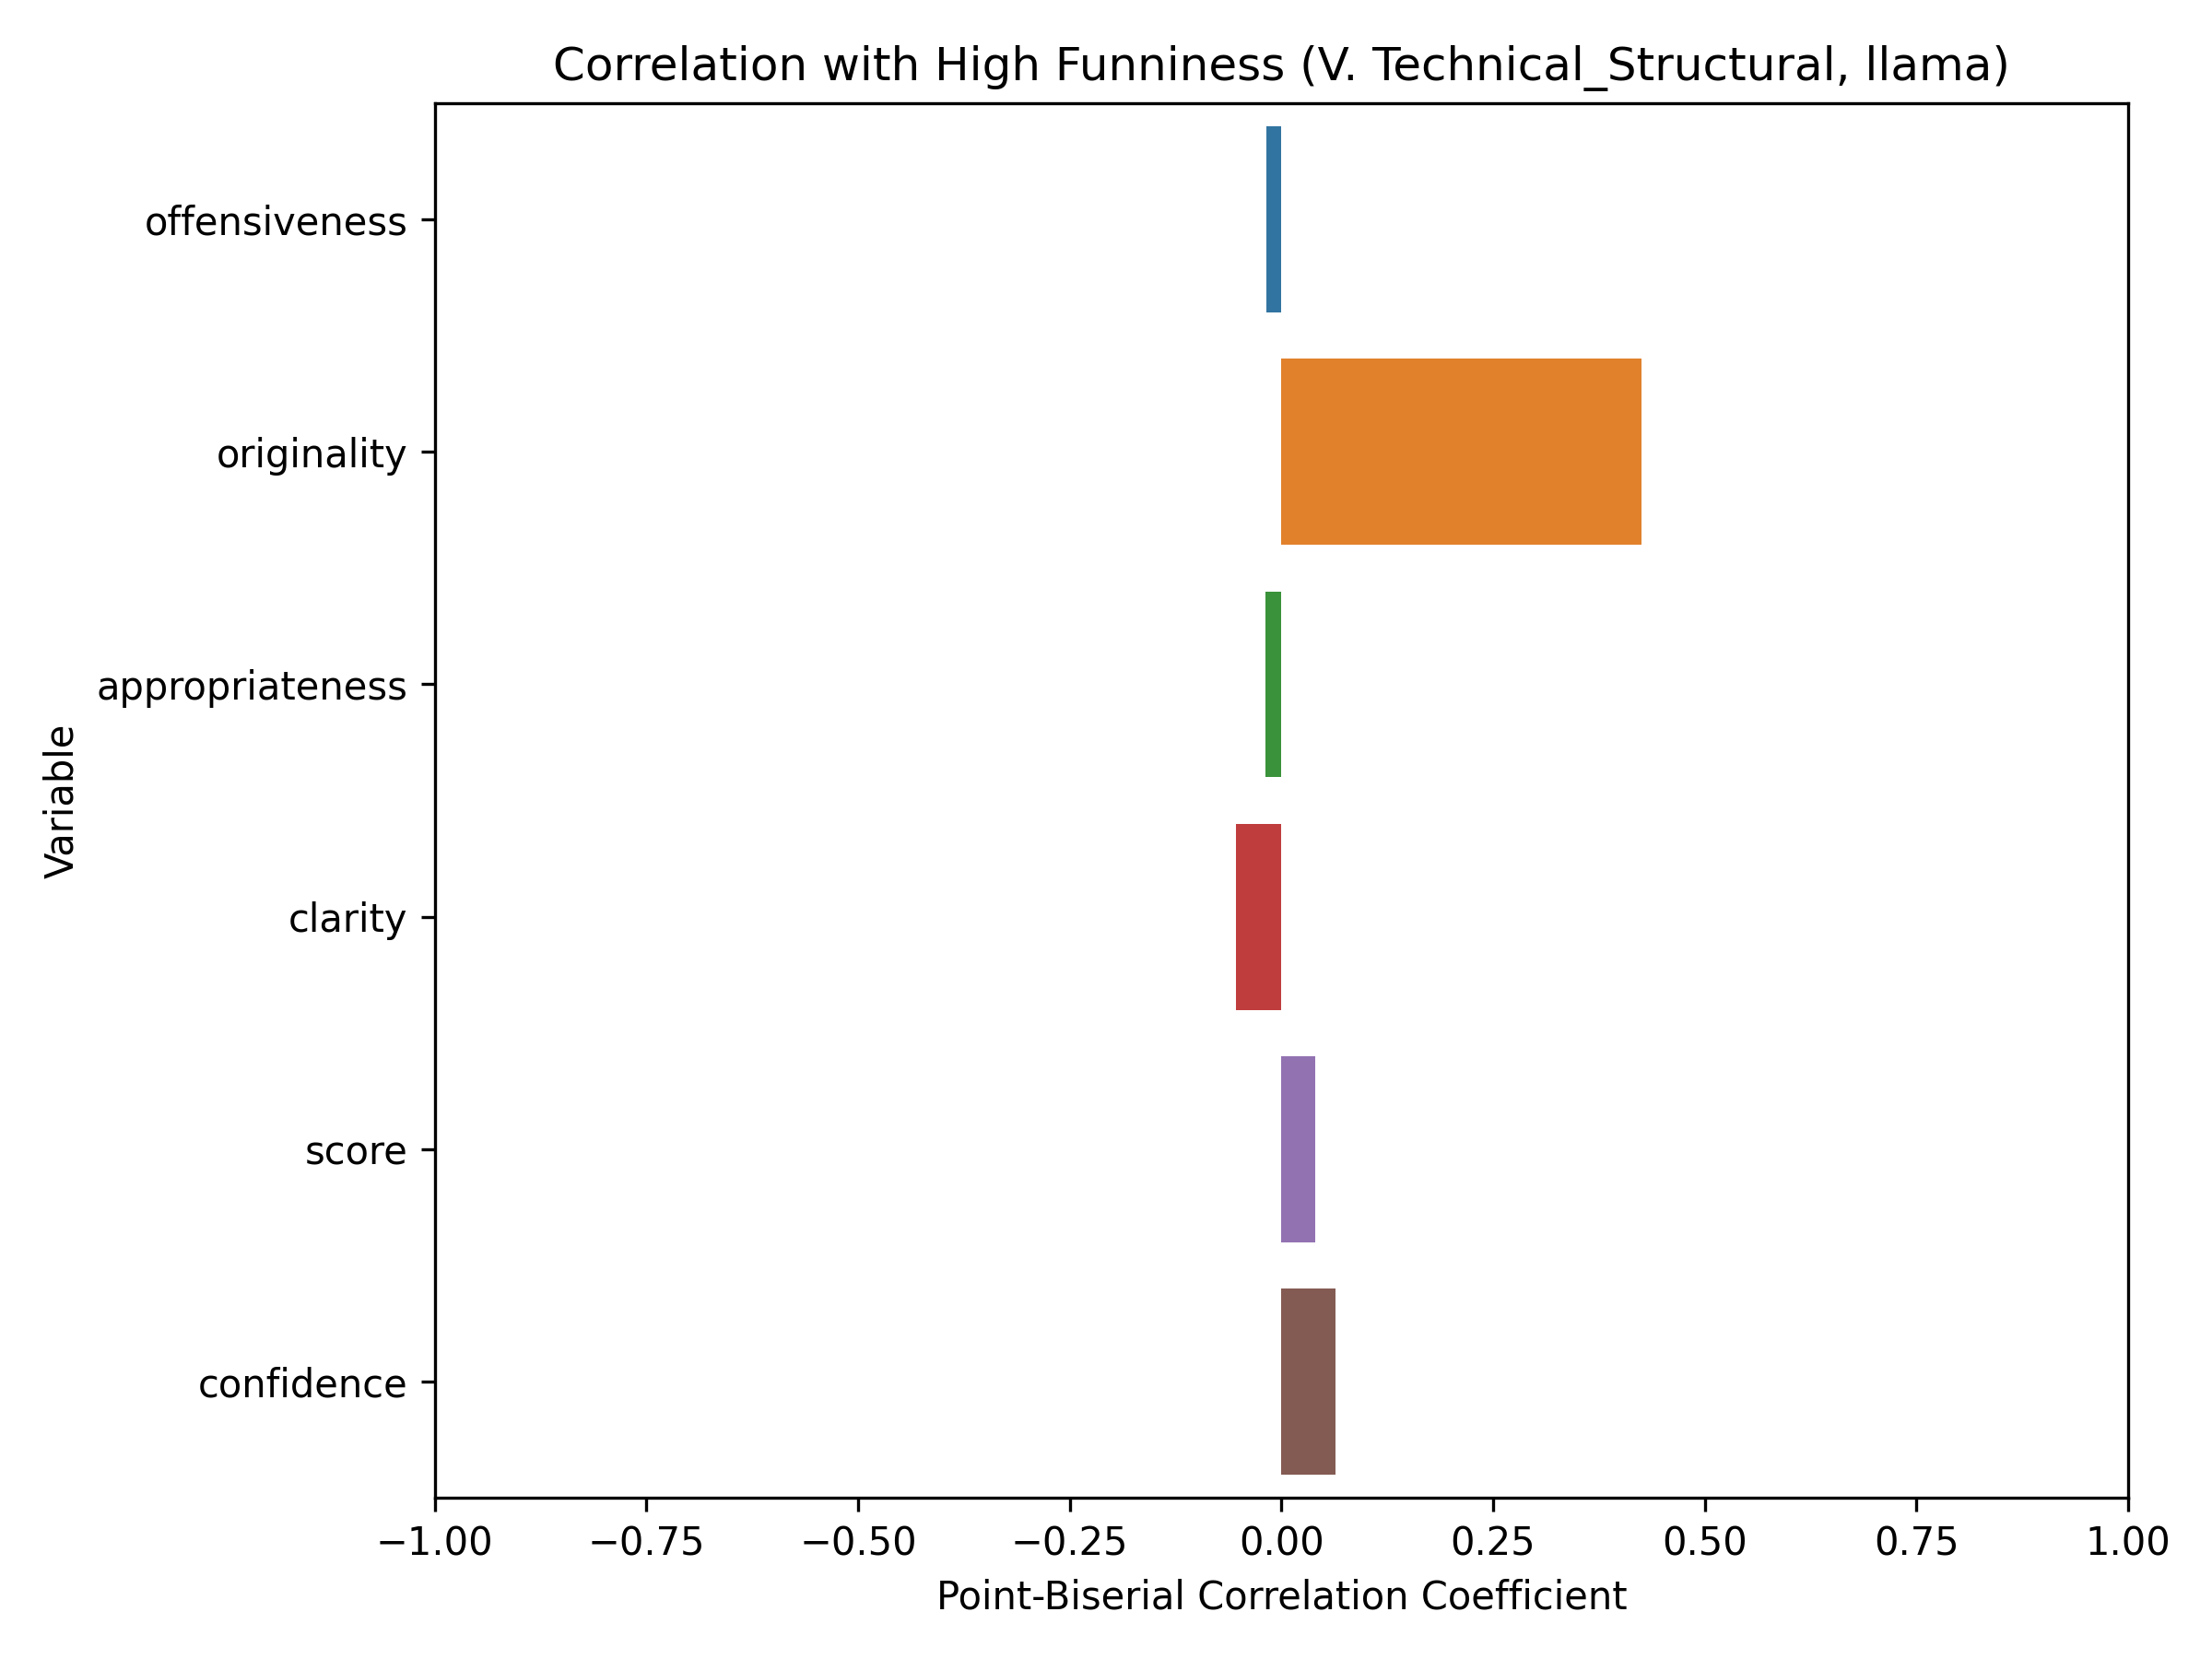 Correlation with High Funniness (V. Technical_Structural, llama)
offensiveness
originality
appropriateness
clarity
score
confidence
Variable
−1.00 −0.75 −0.50 −0.25 0.00 0.25 0.50 0.75 1.00
Point-Biserial Correlation Coefficient